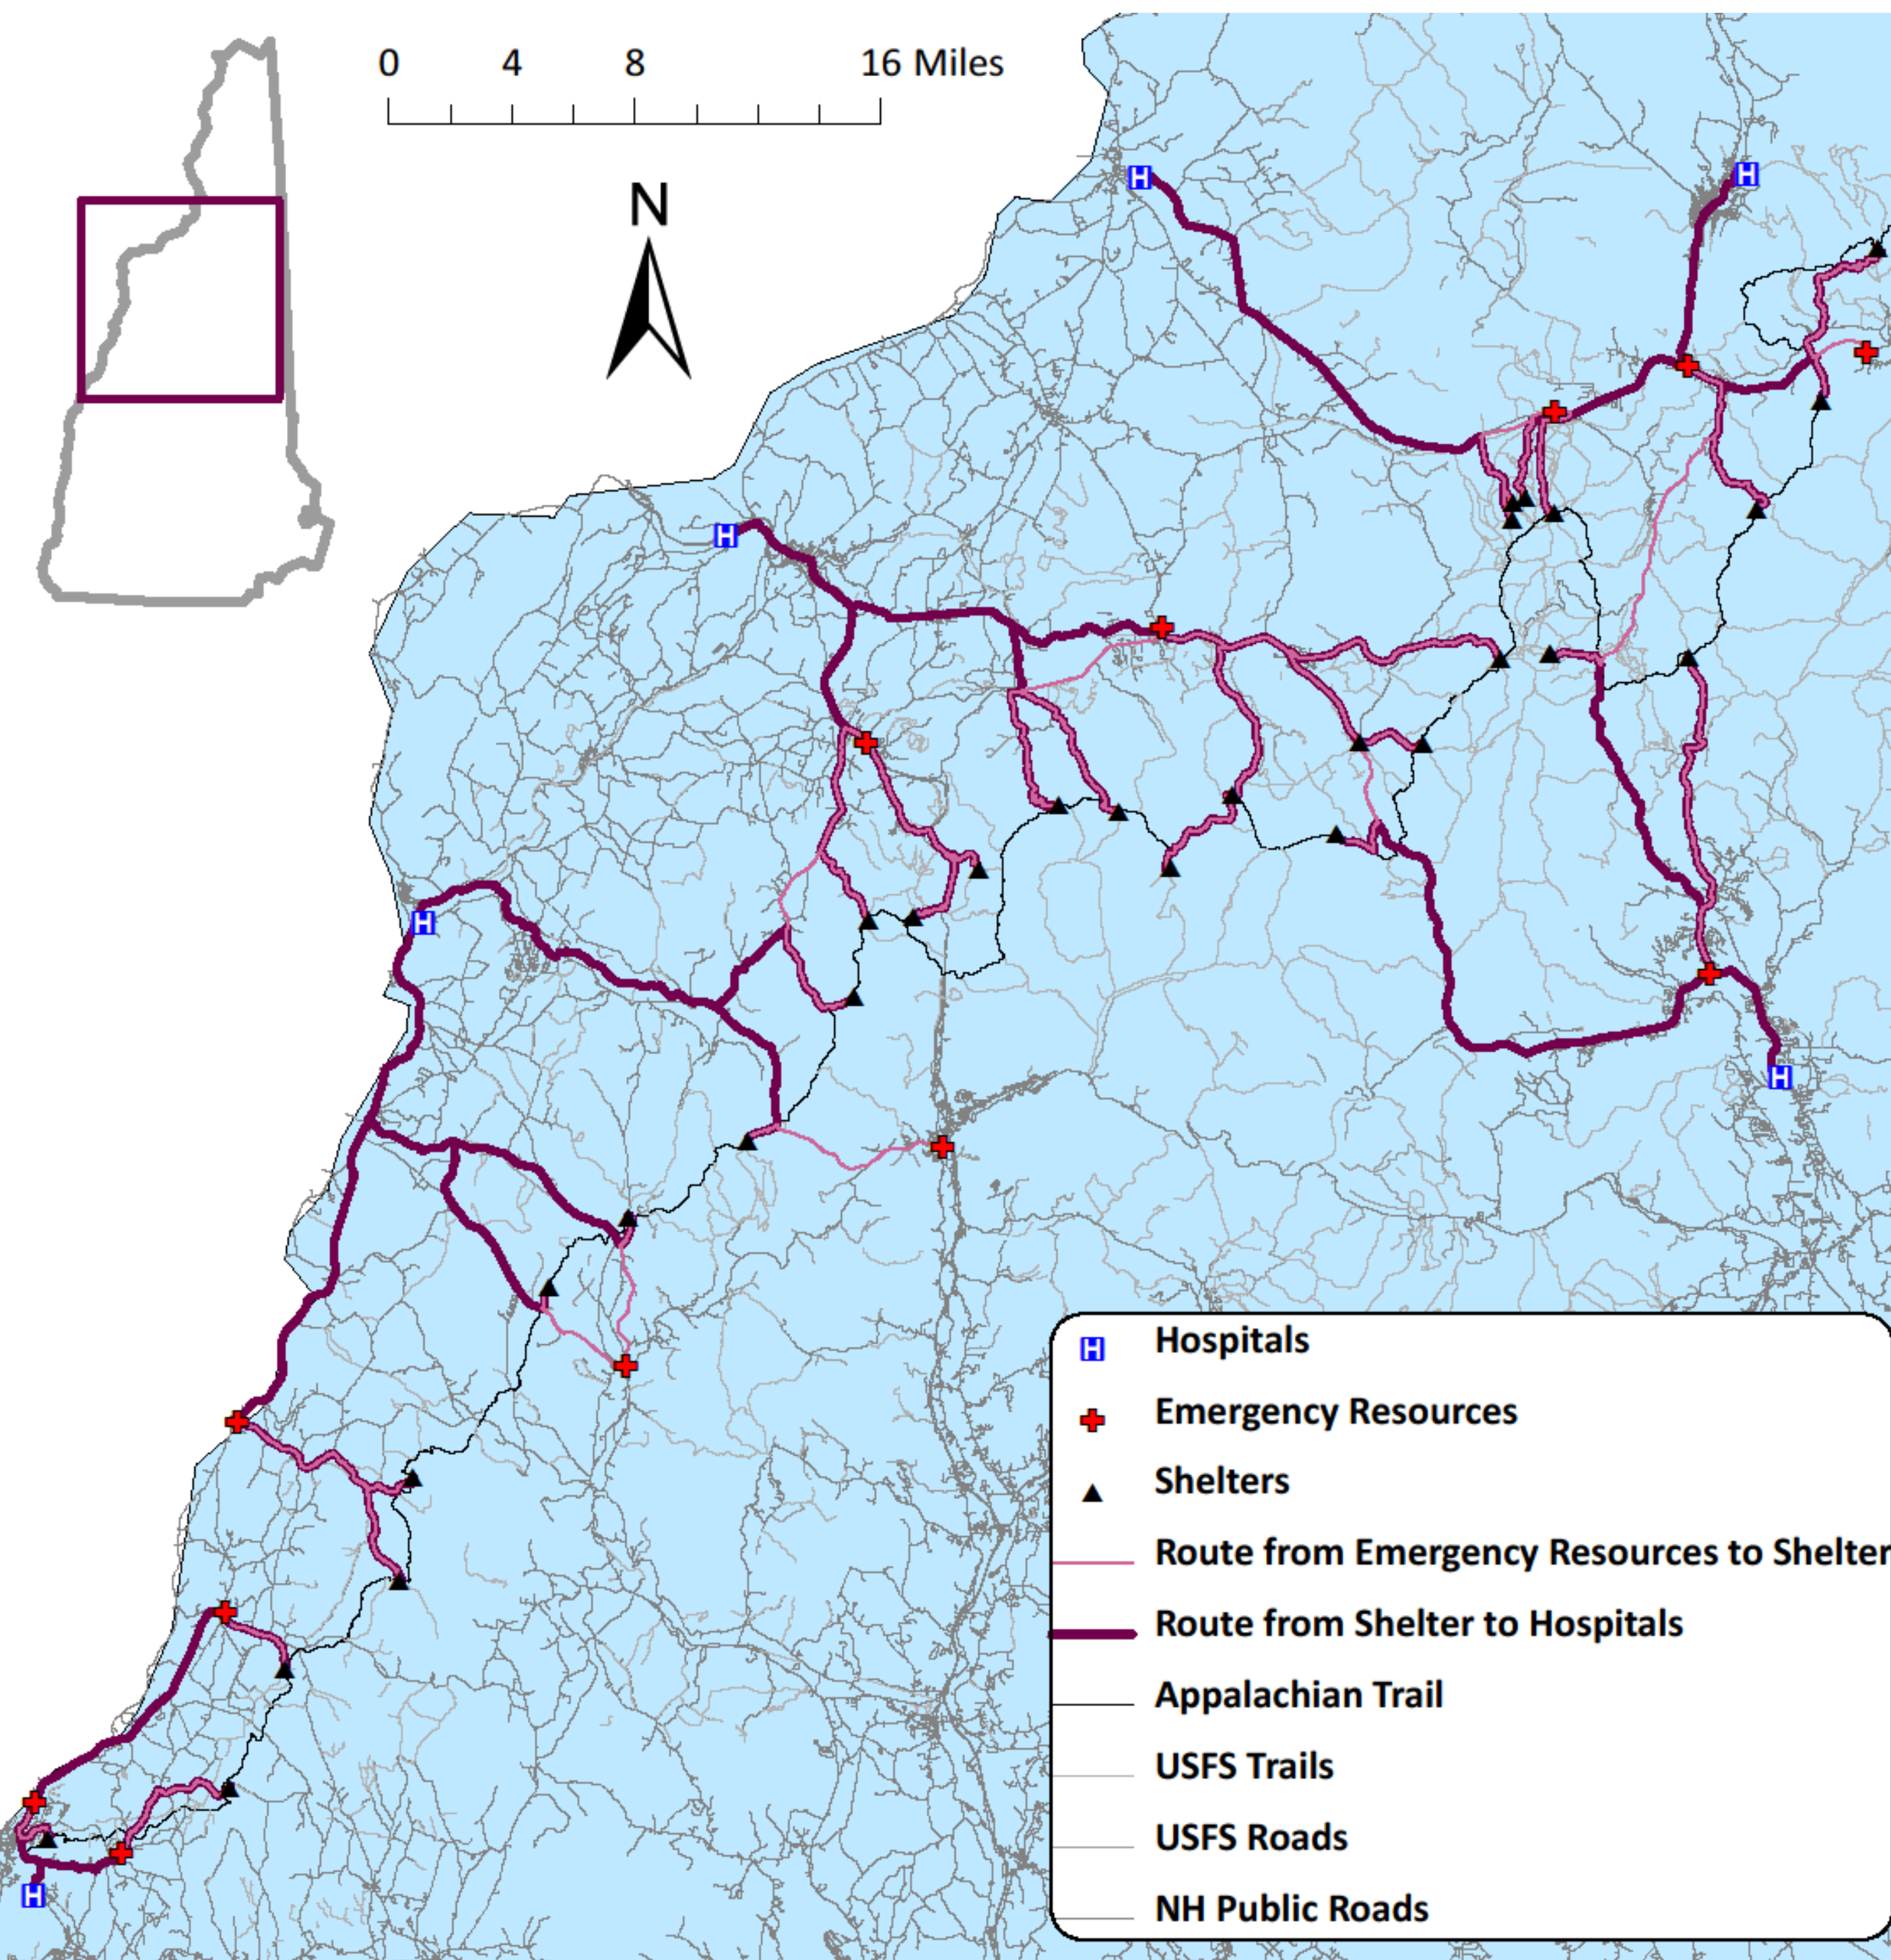 0 4 8 16 Miles
N
H
H
H
H
H
H
H Hospitals
Emergency Resources
Shelters
Route from Emergency Resources to Shelter
Route from Shelter to Hospitals
Appalachian Trail
USFS Trails
USFS Roads
NH Public Roads